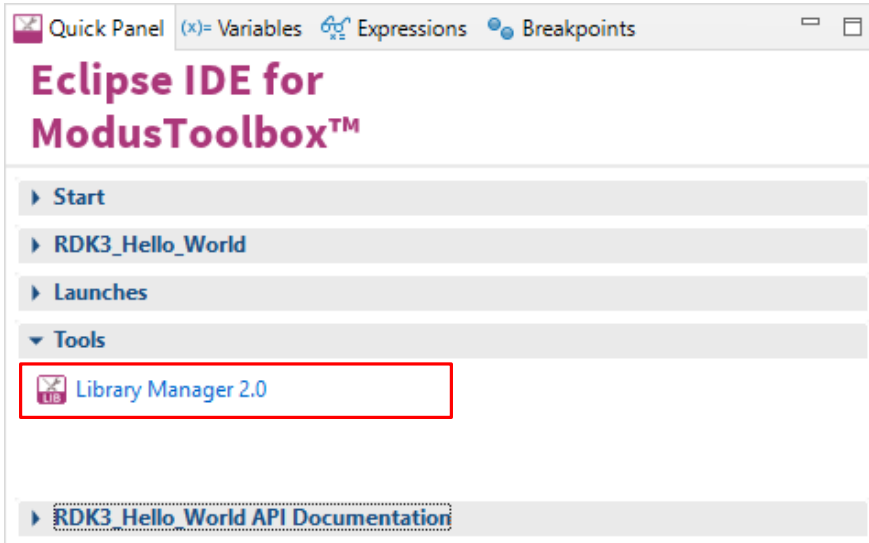 Quick Panel (x)= Variables Expressions Breakpoints
Eclipse IDE for
ModusToolbox™
Start
RDK3_Hello_World
Launches
Tools
LIB Library Manager 2.0
RDK3_Hello_World API Documentation